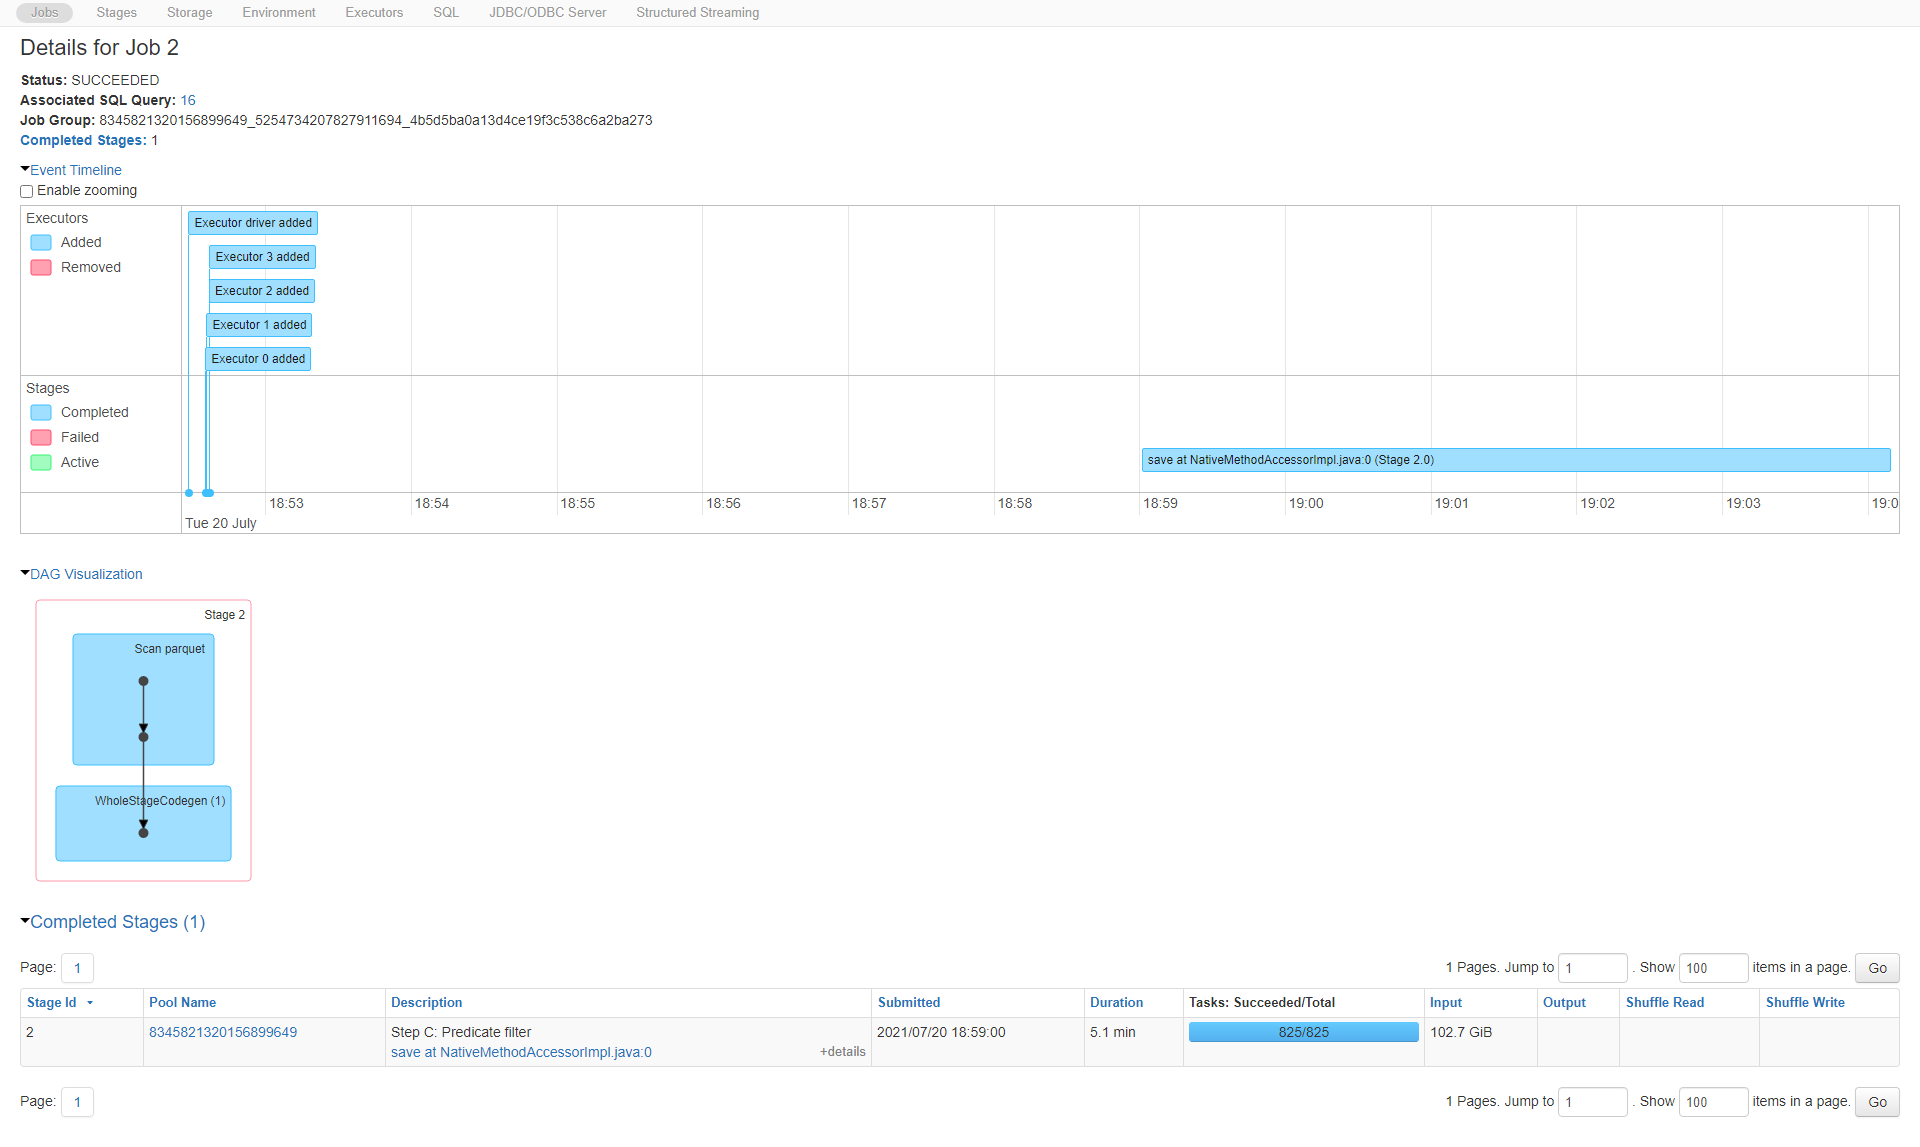 Jobs Stages Storage Environment Executors SQL JDBC/ODBC Server Structured Streaming
Details for Job 2
Status: SUCCEEDED
Associated SQL Query: 16
Job Group: 8345821320156899649_5254734207827911694_4b5d5ba0a13d4ce19f3c538c6a2ba273
Completed Stages: 1
Event Timeline
Enable zooming
Executors
Added
Removed
Executor driver added
Executor 3 added
Executor 2 added
Executor 1 added
Executor 0 added
Stages
Completed
Failed
Active
save at NativeMethodAccessorImpl.java:0 (Stage 2.0)
18:53 18:54 18:55 18:56 18:57 18:58 18:59 19:00 19:01 19:02 19:03 19:0
Tue 20 July
DAG Visualization
Stage 2
Scan parquet
WholeStageCodegen (1)
Completed Stages (1)
Page: 1 1 Pages. Jump to 1 . Show 100 items in a page. Go
Stage Id Pool Name Description Submitted Duration Tasks: Succeeded/Total Input Output Shuffle Read Shuffle Write
2 8345821320156899649 Step C: Predicate filter 2021/07/20 18:59:00 5.1 min 825/825 102.7 GiB
save at NativeMethodAccessorImpl.java:0 +details
Page: 1 1 Pages. Jump to 1 . Show 100 items in a page. Go